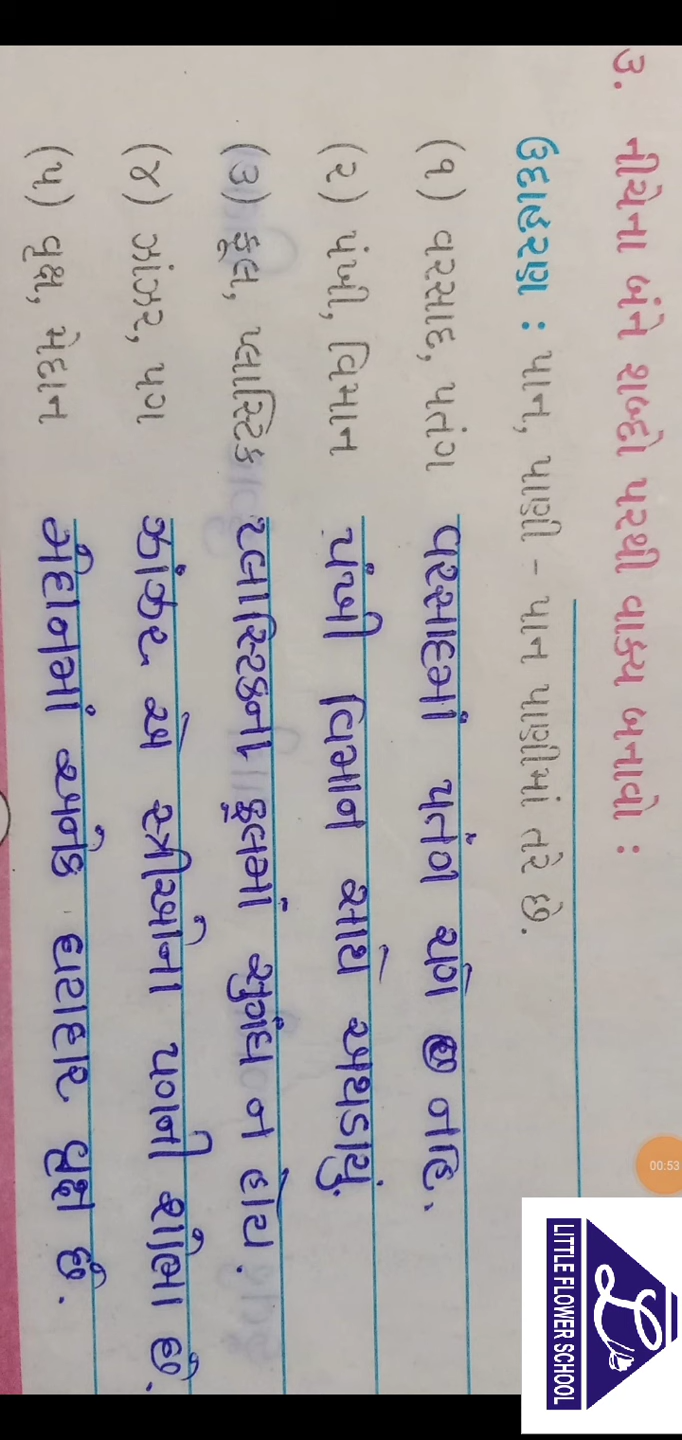 ૩. નીચેના બંને શબ્દો પરથી વાક્ય બનાવો :
ઉદાહરણ : પાન, પાણી – પાન પાણીમાં તરે છે.
(૧) વરસાદ, પતંગ વરસાદમાં પતંગ ચગે નહિ.
(૨) પંખી, વિમાન પંખી વિમાન સાથે અથડાયું.
(૩) ફૂલ, પ્લાસ્ટિક પ્લાસ્ટિકના ફૂલમાં સુગંધ ન હોય.
(૪) ઝાંઝર, પગ ઝાંઝર એ સ્ત્રીઓના પગની શોભા છે.
(૫) વૃક્ષ, મેદાન મેદાનમાં અનેક ઘટાદાર વૃક્ષ છે.
00:53
LITTLE FLOWER SCHOOL